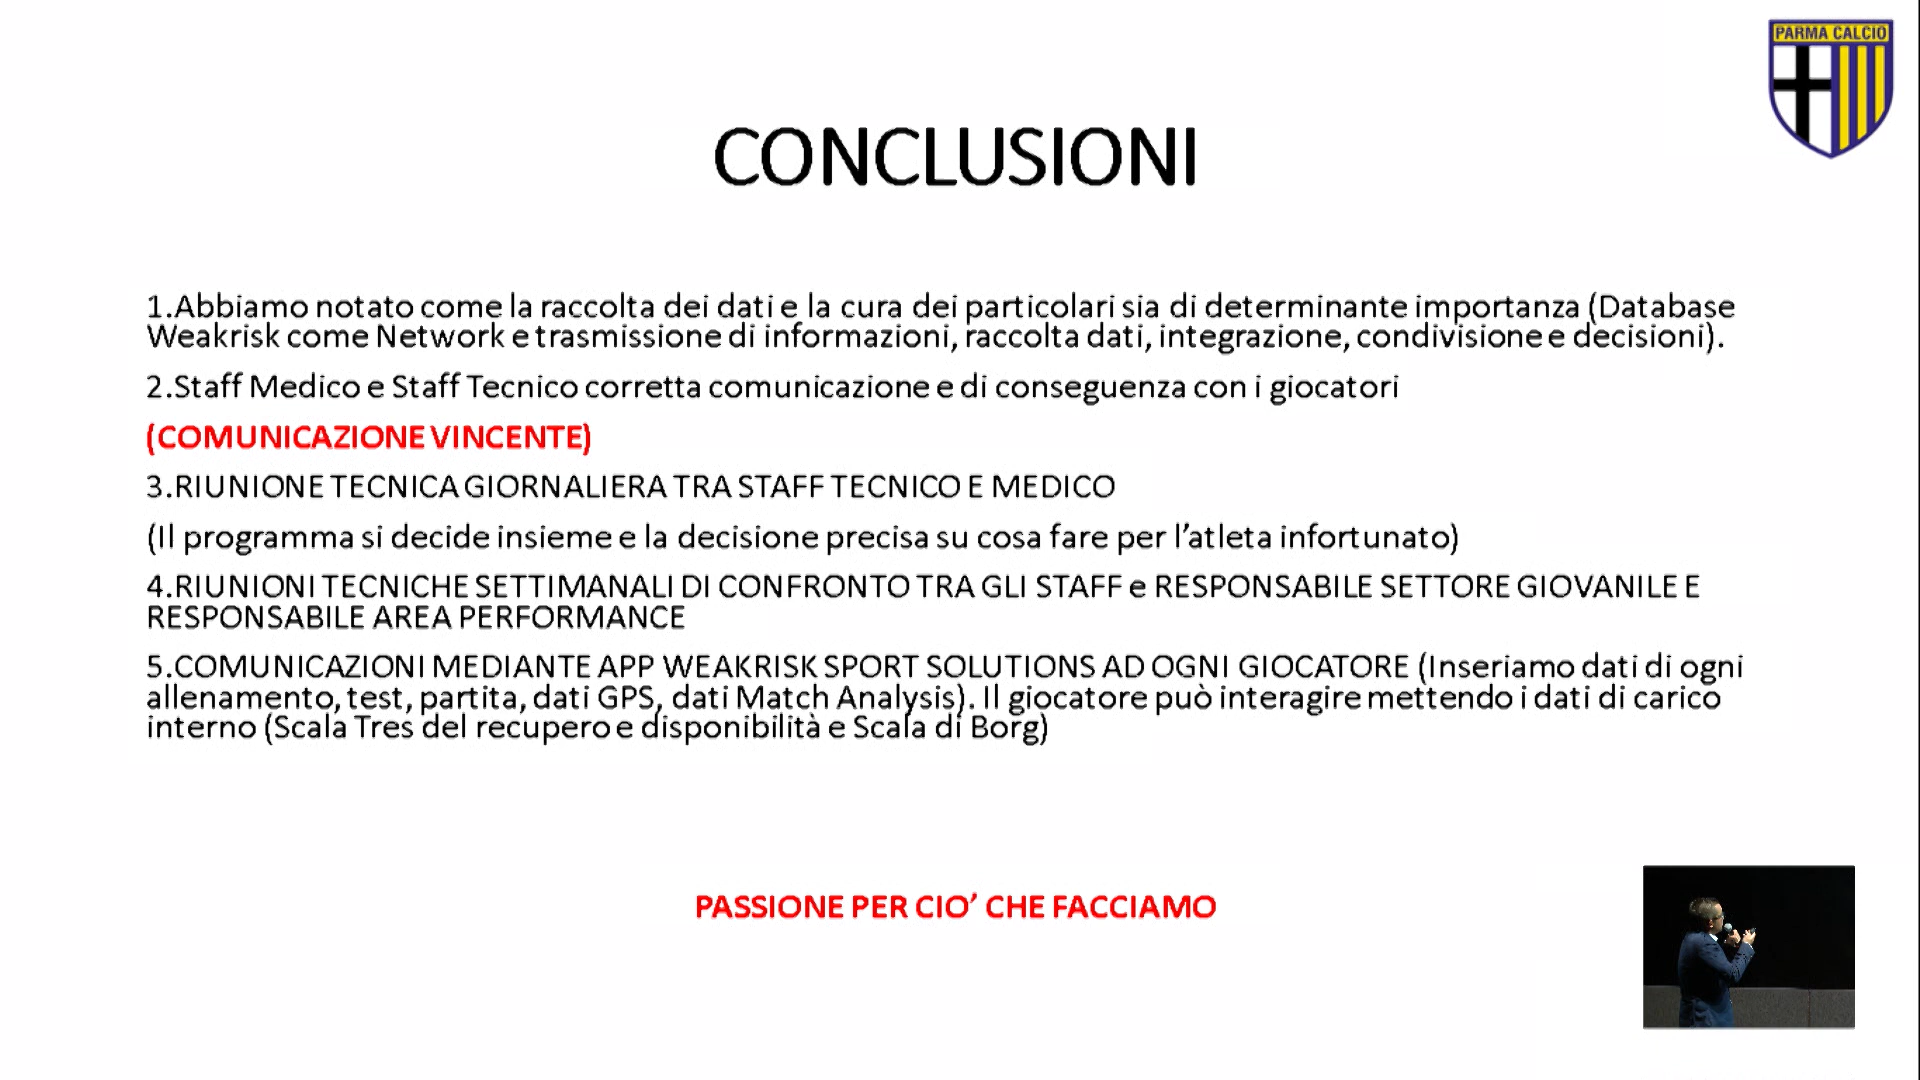 PARMA CALCIO
CONCLUSIONI
1.Abbiamo notato come la raccolta dei dati e la cura dei particolari sia di determinante importanza (Database
Weakrisk come Network e trasmissione di informazioni, raccolta dati, integrazione, condivisione e decisioni).
2.Staff Medico e Staff Tecnico corretta comunicazione e di conseguenza con i giocatori
(COMUNICAZIONE VINCENTE)
3.RIUNIONE TECNICA GIORNALIERA TRA STAFF TECNICO E MEDICO
(Il programma si decide insieme e la decisione precisa su cosa fare per l’atleta infortunato)
4.RIUNIONI TECNICHE SETTIMANALI DI CONFRONTO TRA GLI STAFF e RESPONSABILE SETTORE GIOVANILE E
RESPONSABILE AREA PERFORMANCE
5.COMUNICAZIONI MEDIANTE APP WEAKRISK SPORT SOLUTIONS AD OGNI GIOCATORE (Inseriamo dati di ogni
allenamento, test, partita, dati GPS, dati Match Analysis). Il giocatore può interagire mettendo i dati di carico
interno (Scala Tres del recupero e disponibilità e Scala di Borg)
PASSIONE PER CIO’ CHE FACCIAMO